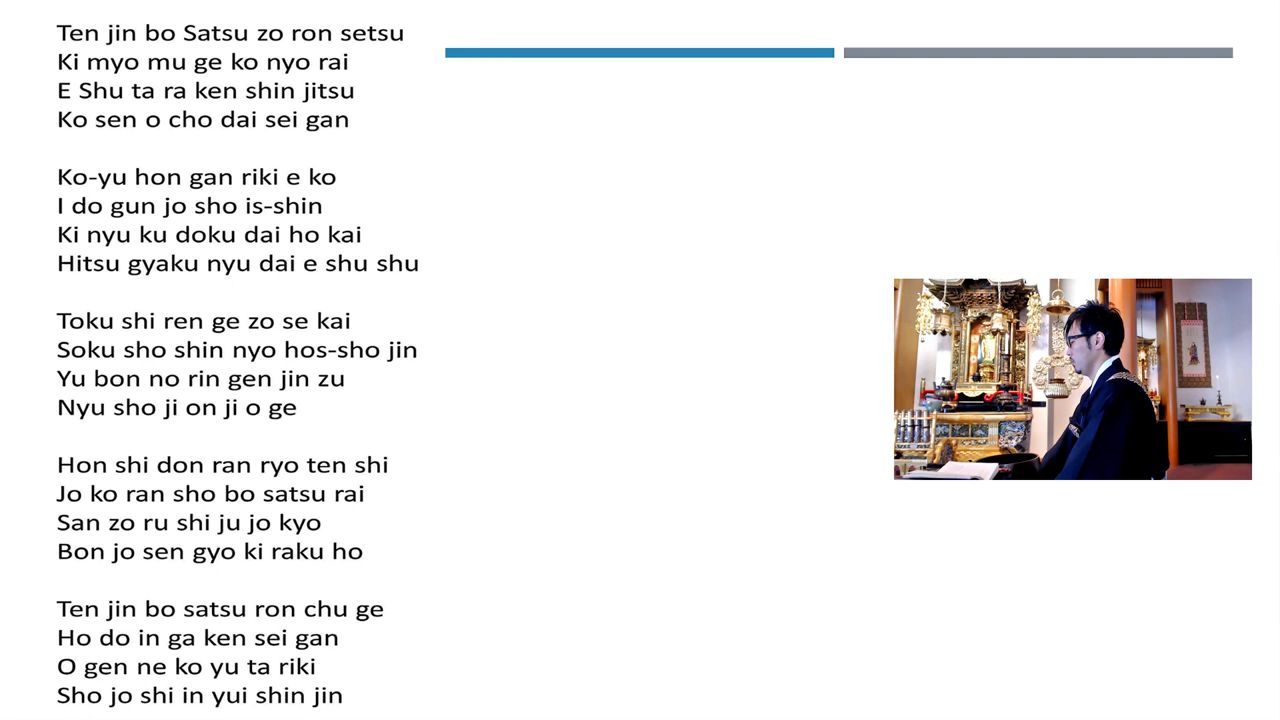 Ten jin bo Satsu zo ron setsu
Ki myo mu ge ko nyo rai
E Shu ta ra ken shin jitsu
Ko sen o cho dai sei gan
Ko-yu hon gan riki e ko
I do gun jo sho is-shin
Ki nyu ku doku dai ho kai
Hitsu gyaku nyu dai e shu shu
Toku shi ren ge zo se kai
Soku sho shin nyo hos-sho jin
Yu bon no rin gen jin zu
Nyu sho ji on ji o ge
Hon shi don ran ryo ten shi
Jo ko ran sho bo satsu rai
San zo ru shi ju jo kyo
Bon jo sen gyo ki raku ho
Ten jin bo satsu ron chu ge
Ho do in ga ken sei gan
O gen ne ko yu ta riki
Sho jo shi in yui shin jin